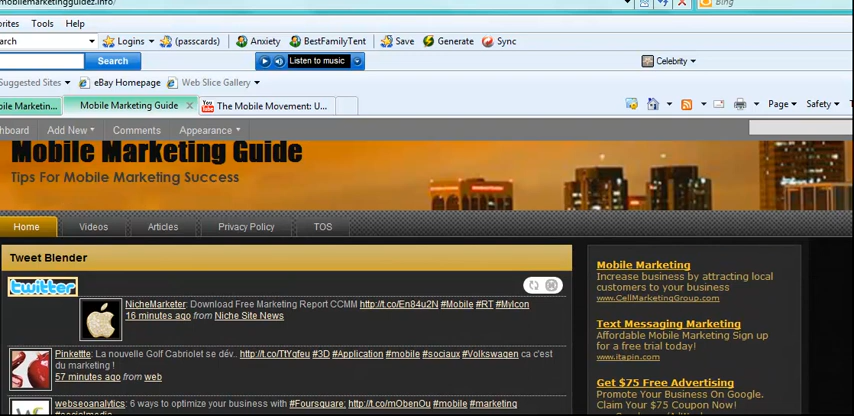 mobilemarketingguidez.info/
Bing
orites Tools Help
arch Logins (passcards) Anxiety BestFamilyTent Save Generate Sync
Search Listen to music Celebrity
Suggested Sites eBay Homepage Web Slice Gallery
bile Marketin... Mobile Marketing Guide x You Tube The Mobile Movement: U... Page Safety T
hboard Add New Comments Appearance
Mobile Marketing Guide
Tips For Mobile Marketing Success
Home Videos Articles Privacy Policy TOS
Tweet Blender
twitter
NicheMarketer: Download Free Marketing Report CCMM http://t.co/En84u2N #Mobile #RT #MyIcon
16 minutes ago from Niche Site News
Pinkettte: La nouvelle Golf Cabriolet se dév.. http://t.co/TtYgfeu #3D #Application #mobile #sociaux #Volkswagen ca c'est
du marketing !
57 minutes ago from web
webseoanalytics: 6 ways to optimize your business with #Foursquare: http://t.co/mObenOu #mobile #marketing
#socialmedia
Mobile Marketing
Increase business by attracting local
customers to your business
www.CellMarketingGroup.com
Text Messaging Marketing
Affordable Mobile Marketing Sign up
for a free trial today!
www.itapin.com
Get $75 Free Advertising
Promote Your Business On Google.
Claim Your $75 Coupon Now!